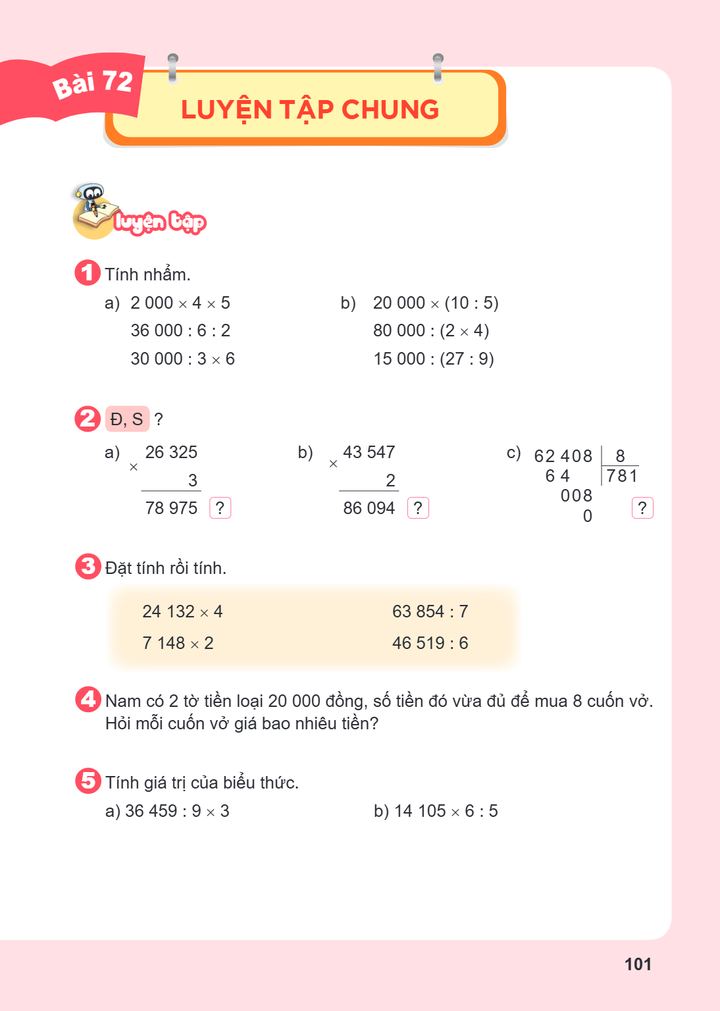 Bài 72
LUYỆN TẬP CHUNG
luyện tập
1 Tính nhẩm.
a) 2 000 × 4 × 5
36 000 : 6 : 2
30 000 : 3 × 6
b) 20 000 × (10 : 5)
80 000 : (2 × 4)
15 000 : (27 : 9)
2 Đ, S ?
a) 26 325
×
3
78 975 ?
b) 43 547
×
2
86 094 ?
c) 62 408 8
6 4 781
008
0 ?
3 Đặt tính rồi tính.
24 132 × 4 63 854 : 7
7 148 × 2 46 519 : 6
4 Nam có 2 tờ tiền loại 20 000 đồng, số tiền đó vừa đủ để mua 8 cuốn vở.
Hỏi mỗi cuốn vở giá bao nhiêu tiền?
5 Tính giá trị của biểu thức.
a) 36 459 : 9 × 3 b) 14 105 × 6 : 5
101